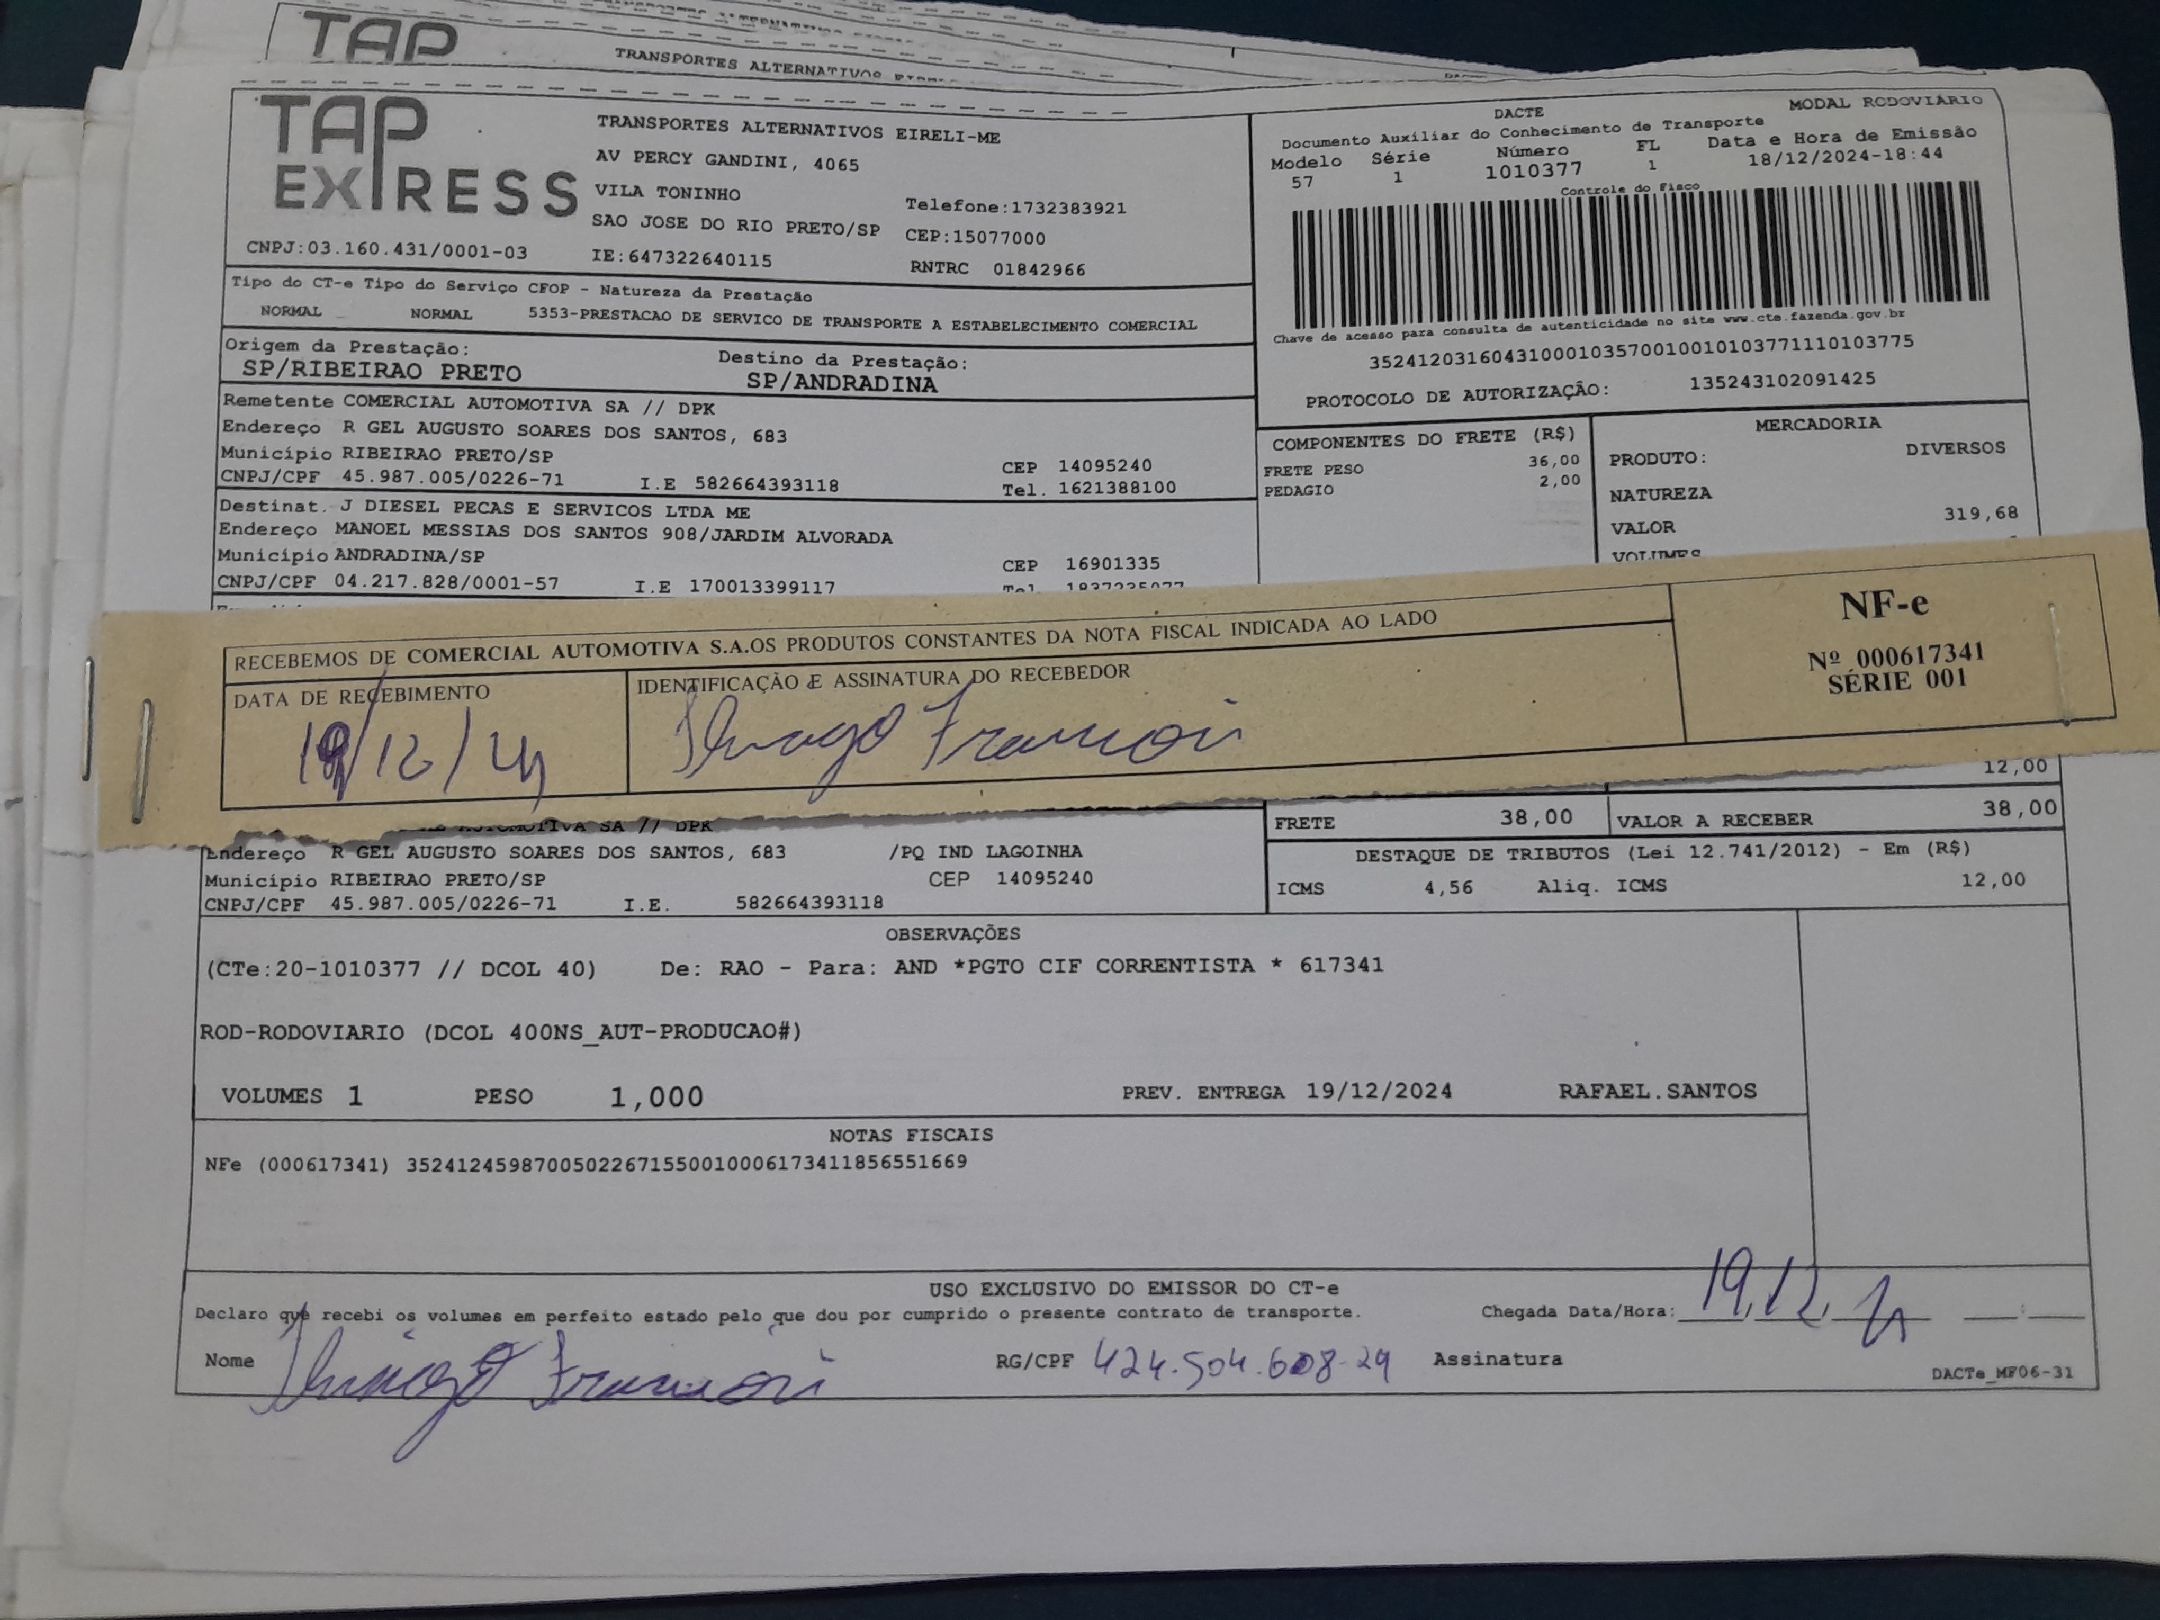 TAP
TRANSPORTES ALTERNATIVOS
TAP EXPRESS
TRANSPORTES ALTERNATIVOS EIRELI-ME
AV PERCY GANDINI, 4065
VILA TONINHO
Telefone:1732383921
SAO JOSE DO RIO PRETO/SP CEP:15077000
CNPJ:03.160.431/0001-03 IE:647322640115 RNTRC 01842966
DACTE MODAL RODOVIÁRIO
Documento Auxiliar do Conhecimento de Transporte
Modelo Série Número FL Data e Hora de Emissão
57 1 1010377 1 18/12/2024-18:44
Controle do Fisco
Chave de acesso para consulta de autenticidade no site www.cte.fazenda.gov.br
35241203160431000103570010010103771110103775
PROTOCOLO DE AUTORIZAÇÃO: 135243102091425
Tipo do CT-e Tipo do Serviço CFOP - Natureza da Prestação
NORMAL NORMAL 5353-PRESTACAO DE SERVICO DE TRANSPORTE A ESTABELECIMENTO COMERCIAL
Origem da Prestação: Destino da Prestação:
SP/RIBEIRAO PRETO SP/ANDRADINA
Remetente COMERCIAL AUTOMOTIVA SA // DPK
Endereço R GEL AUGUSTO SOARES DOS SANTOS, 683
Município RIBEIRAO PRETO/SP CEP 14095240
CNPJ/CPF 45.987.005/0226-71 I.E 582664393118 Tel. 1621388100
Destinat. J DIESEL PECAS E SERVICOS LTDA ME
Endereço MANOEL MESSIAS DOS SANTOS 908/JARDIM ALVORADA
Município ANDRADINA/SP CEP 16901335
CNPJ/CPF 04.217.828/0001-57 I.E 170013399117 Tel. 1837235077
COMPONENTES DO FRETE (R$)
FRETE PESO 36,00
PEDAGIO 2,00
MERCADORIA
PRODUTO: DIVERSOS
NATUREZA
VALOR 319,68
VOLUMES
RECEBEMOS DE COMERCIAL AUTOMOTIVA S.A.OS PRODUTOS CONSTANTES DA NOTA FISCAL INDICADA AO LADO
DATA DE RECEBIMENTO IDENTIFICAÇÃO E ASSINATURA DO RECEBEDOR
19/12/24
NF-e
Nº 000617341
SÉRIE 001
12,00
AUTOMOTIVA SA // DPK
FRETE 38,00 VALOR A RECEBER 38,00
Endereço R GEL AUGUSTO SOARES DOS SANTOS, 683 /PQ IND LAGOINHA
Município RIBEIRAO PRETO/SP CEP 14095240
CNPJ/CPF 45.987.005/0226-71 I.E. 582664393118
DESTAQUE DE TRIBUTOS (Lei 12.741/2012) - Em (R$)
ICMS 4,56 Aliq. ICMS 12,00
OBSERVAÇÕES
(CTe:20-1010377 // DCOL 40) De: RAO - Para: AND *PGTO CIF CORRENTISTA * 617341
ROD-RODOVIARIO (DCOL 400NS_AUT-PRODUCAO#)
VOLUMES 1 PESO 1,000 PREV. ENTREGA 19/12/2024 RAFAEL.SANTOS
NOTAS FISCAIS
NFe (000617341) 35241245987005022671550010006173411856551669
USO EXCLUSIVO DO EMISSOR DO CT-e
Declaro que recebi os volumes em perfeito estado pelo que dou por cumprido o presente contrato de transporte. Chegada Data/Hora: 19,12,24
Nome RG/CPF 424.504.608-29 Assinatura
DACTe_MF06-31